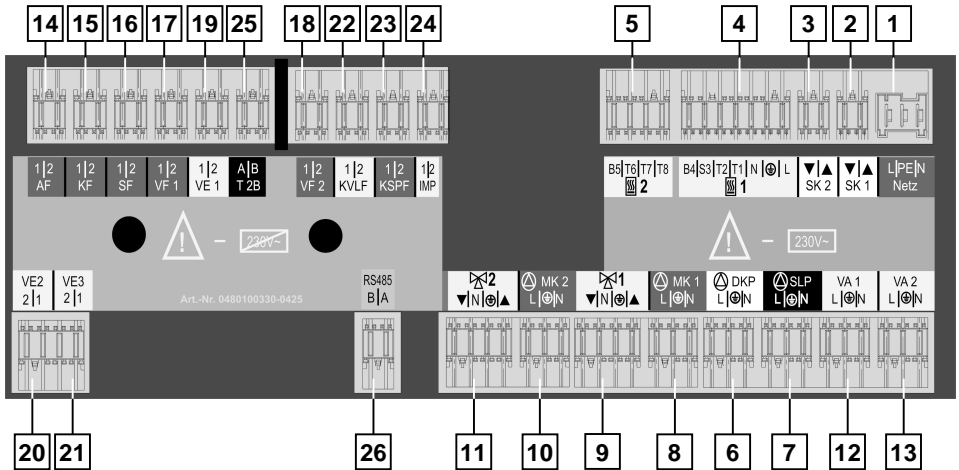 14 15 16 17 19 25 18 22 23 24 5 4 3 2 1
1|2 1|2 1|2 1|2 1|2 A|B 1|2 1|2 1|2 1|2 B5|T6|T7|T8 B4|S3|T2|T1|N|⏚|L ▼|▲ ▼|▲ L|PE|N
AF KF SF VF 1 VE 1 T 2B VF 2 KVLF KSPF IMP 2 1 SK 2 SK 1 Netz
! – 230V~ ! – 230V~
VE2 VE3 RS485 2 MK 2 1 MK 1 DKP SLP VA 1 VA 2
2|1 2|1 B|A ▼|N|⏚|▲ L|⏚|N ▼|N|⏚|▲ L|⏚|N L|⏚|N L|⏚|N L|⏚|N L|⏚|N
Art.-Nr. 0480100330-0425
20 21 26 11 10 9 8 6 7 12 13